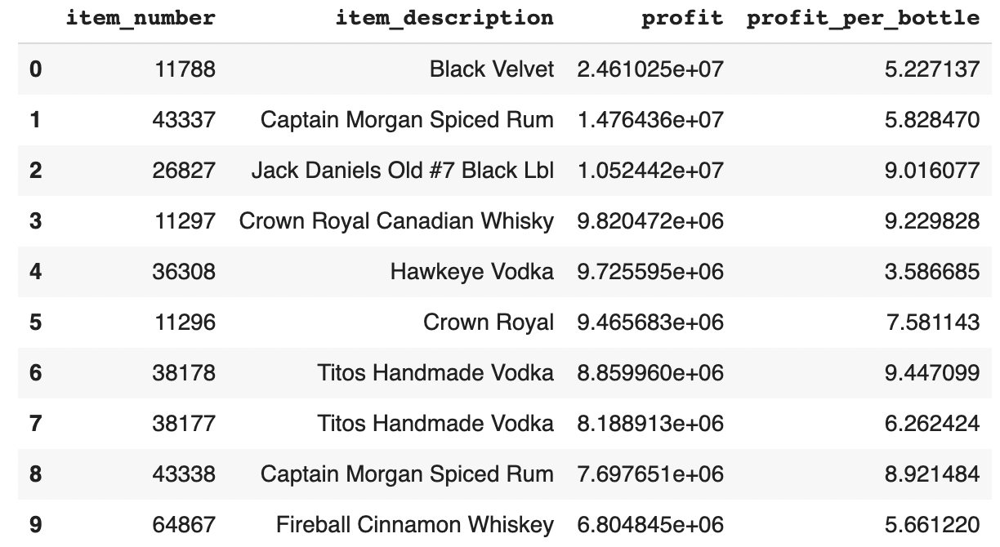 item_number item_description profit profit_per_bottle
0 11788 Black Velvet 2.461025e+07 5.227137
1 43337 Captain Morgan Spiced Rum 1.476436e+07 5.828470
2 26827 Jack Daniels Old #7 Black Lbl 1.052442e+07 9.016077
3 11297 Crown Royal Canadian Whisky 9.820472e+06 9.229828
4 36308 Hawkeye Vodka 9.725595e+06 3.586685
5 11296 Crown Royal 9.465683e+06 7.581143
6 38178 Titos Handmade Vodka 8.859960e+06 9.447099
7 38177 Titos Handmade Vodka 8.188913e+06 6.262424
8 43338 Captain Morgan Spiced Rum 7.697651e+06 8.921484
9 64867 Fireball Cinnamon Whiskey 6.804845e+06 5.661220